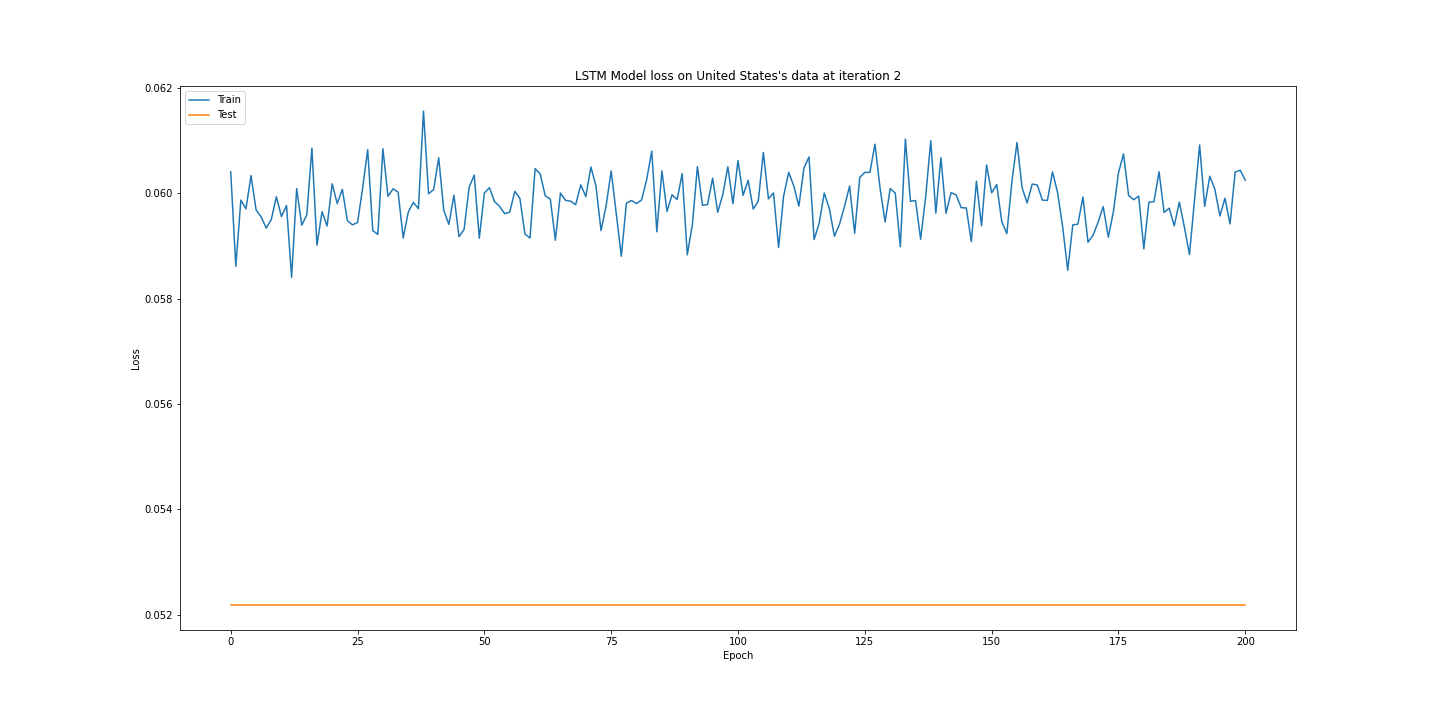 LSTM Model loss on United States's data at iteration 2
Train
Test
0.062
0.060
0.058
0.056
0.054
0.052
Loss
0 25 50 75 100 125 150 175 200
Epoch